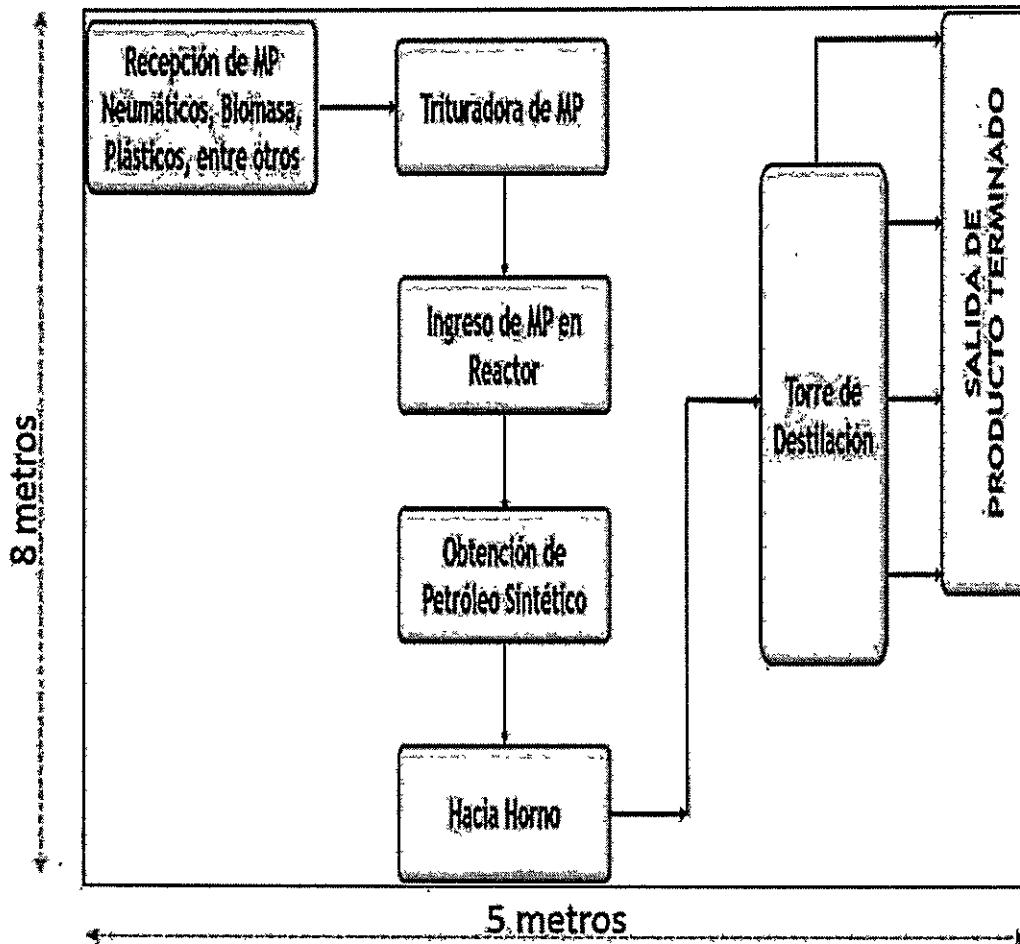 Recepción de MP
Neumáticos, Biomasa,
Plásticos, entre otros
Trituradora de MP
Ingreso de MP en
Reactor
Obtención de
Petróleo Sintético
Hacia Horno
Torre de
Destilación
SALIDA DE
PRODUCTO TERMINADO
8 metros
5 metros